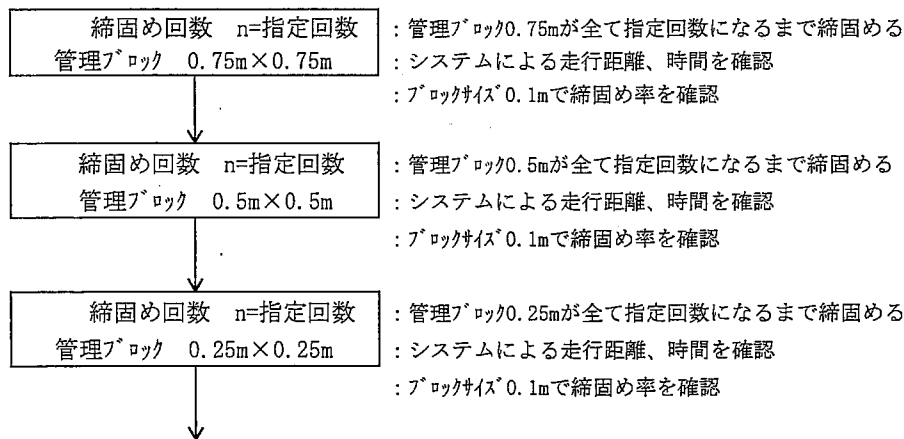 締固め回数 n=指定回数
:管理ﾌﾞﾛｯｸ0.75mが全て指定回数になるまで締固める
管理ﾌﾞﾛｯｸ 0.75m×0.75m
:システムによる走行距離、時間を確認
:ﾌﾞﾛｯｸｻｲｽﾞ0.1mで締固め率を確認
締固め回数 n=指定回数
:管理ﾌﾞﾛｯｸ0.5mが全て指定回数になるまで締固める
管理ﾌﾞﾛｯｸ 0.5m×0.5m
:システムによる走行距離、時間を確認
:ﾌﾞﾛｯｸｻｲｽﾞ0.1mで締固め率を確認
締固め回数 n=指定回数
:管理ﾌﾞﾛｯｸ0.25mが全て指定回数になるまで締固める
管理ﾌﾞﾛｯｸ 0.25m×0.25m
:システムによる走行距離、時間を確認
:ﾌﾞﾛｯｸｻｲｽﾞ0.1mで締固め率を確認